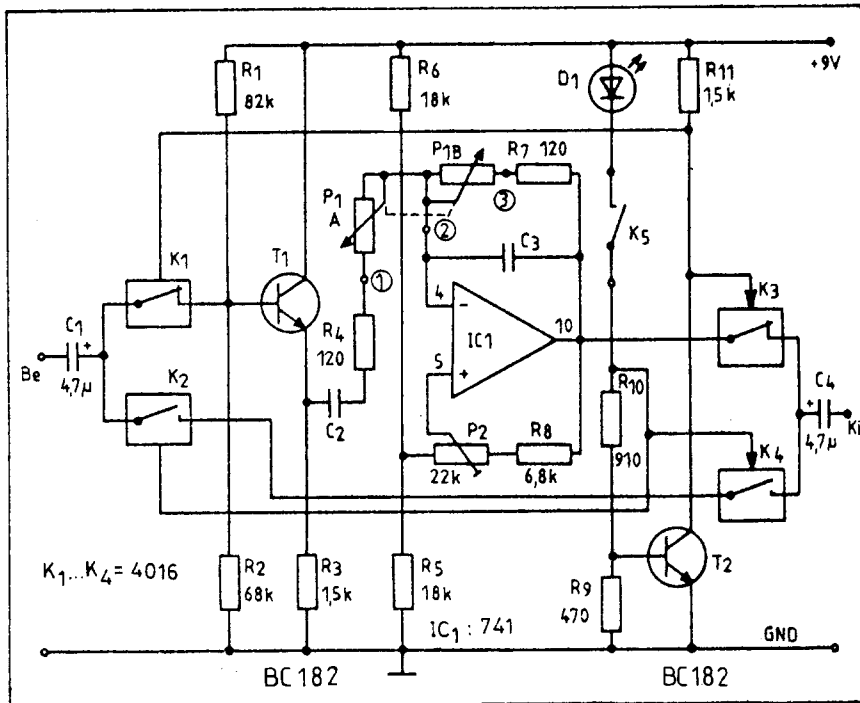 +9V
R1
82k
R6
18k
D1
R11
1,5k
P1B
R7 120
③
P1
A
②
K5
C3
T1
K1
①
4
−
K3
IC1
10
C1
+
R4
120
5
+
Be
4,7μ
K2
R10
C4
+
4,7μ
Ki
C2
P2
R8
K4
22k
6,8k
910
T2
K1...K4=4016
R2
68k
R3
1,5k
R5
18k
R9
470
IC1 : 741
GND
BC182
BC182